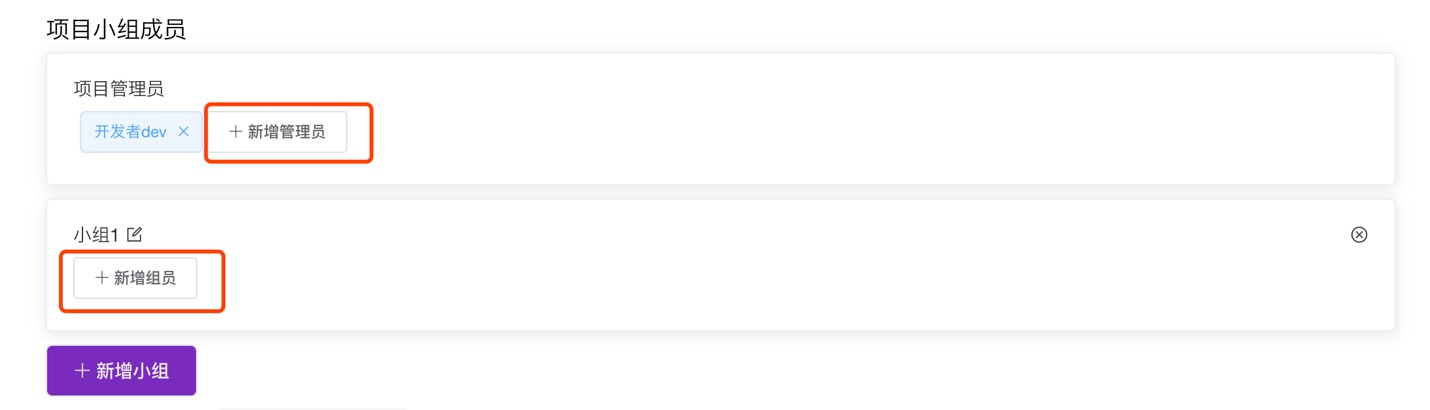 项目小组成员
项目管理员
开发者dev × + 新增管理员
小组1
+ 新增组员
+ 新增小组